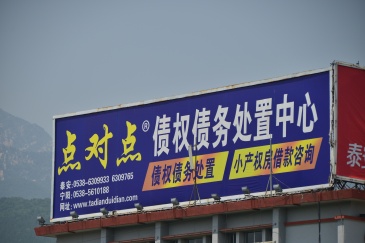 点对点® 债权债务处置中心
债权债务处置 小产权房借款咨询
泰安: 0538-6309933 6309765
宁阳: 0538-5610188
网址: www.tadianduidian.com
泰安